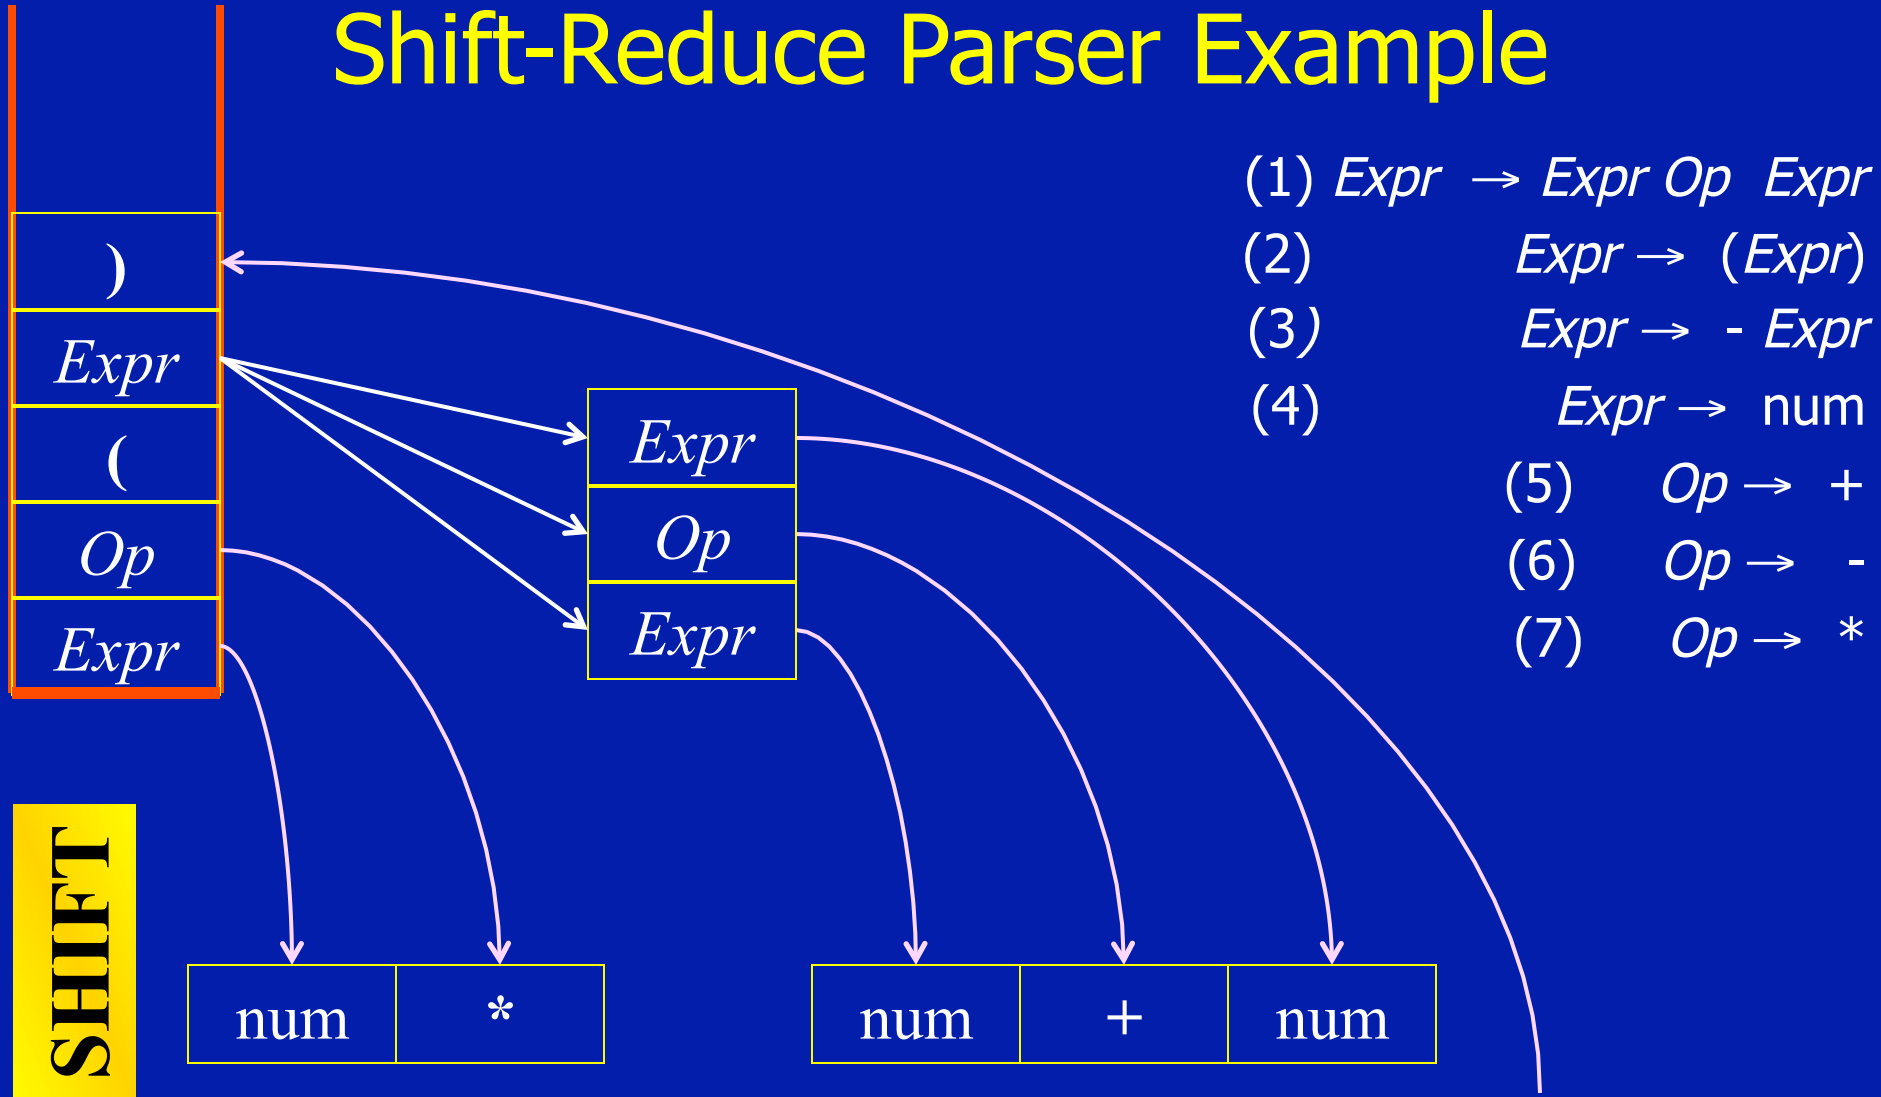 Shift-Reduce Parser Example
(1) Expr → Expr Op Expr
(2) Expr → (Expr)
(3) Expr → - Expr
(4) Expr → num
(5) Op → +
(6) Op → -
(7) Op → *
)
Expr
(
Op
Expr
Expr
Op
Expr
SHIFT
num *
num + num